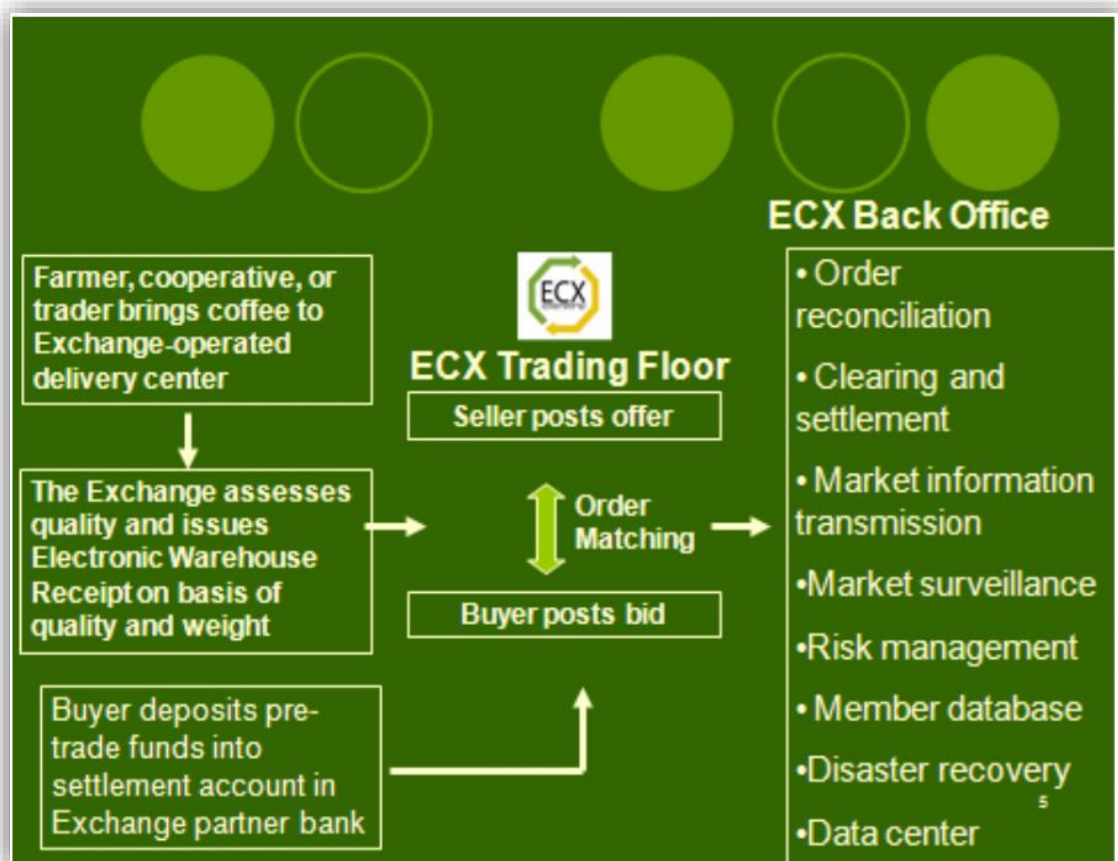 Farmer, cooperative, or
trader brings coffee to
Exchange-operated
delivery center
The Exchange assesses
quality and issues
Electronic Warehouse
Receipt on basis of
quality and weight
Buyer deposits pre-
trade funds into
settlement account in
Exchange partner bank
ECX
ECX Trading Floor
Seller posts offer
Order
Matching
Buyer posts bid
ECX Back Office
• Order
reconciliation
• Clearing and
settlement
• Market information
transmission
•Market surveillance
•Risk management
• Member database
•Disaster recovery
5
•Data center